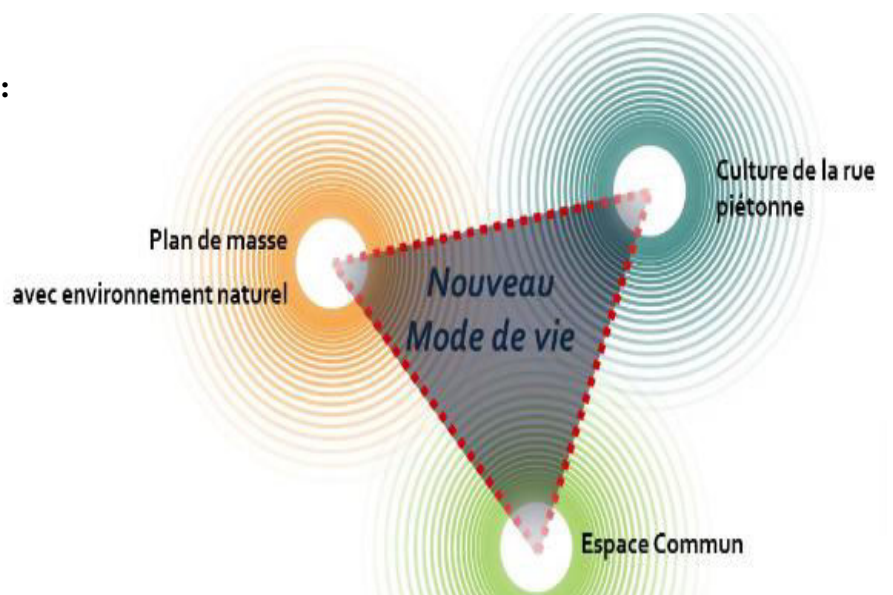 :
Culture de la rue
piétonne
Plan de masse
avec environnement naturel
Nouveau
Mode de vie
Espace Commun